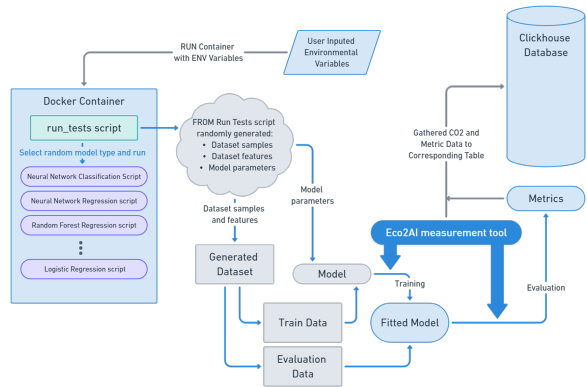 Clickhouse
Database
RUN Container
with ENV Variables
User Inputed
Environmental
Variables
Docker Container
run_tests script
Select random model type and run
Neural Network Classification Script
Neural Network Regression script
Random Forest Regression script
Logistic Regression script
FROM Run Tests script
randomly generated:
• Dataset samples
• Dataset features
• Model parameters
Gathered CO2 and
Metric Data to
Corresponding Table
Dataset samples
and features
Model
parameters
Metrics
Eco2AI measurement tool
Generated
Dataset
Model
Training
Evaluation
Train Data
Fitted Model
Evaluation
Data